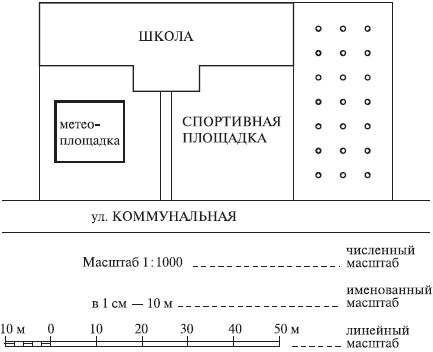 ШКОЛА
метео-
площадка
СПОРТИВНАЯ
ПЛОЩАДКА
ул. КОММУНАЛЬНАЯ
Масштаб 1:1000
численный
масштаб
в 1 см — 10 м
именованный
масштаб
10 м 0 10 20 30 40 50 м
линейный
масштаб